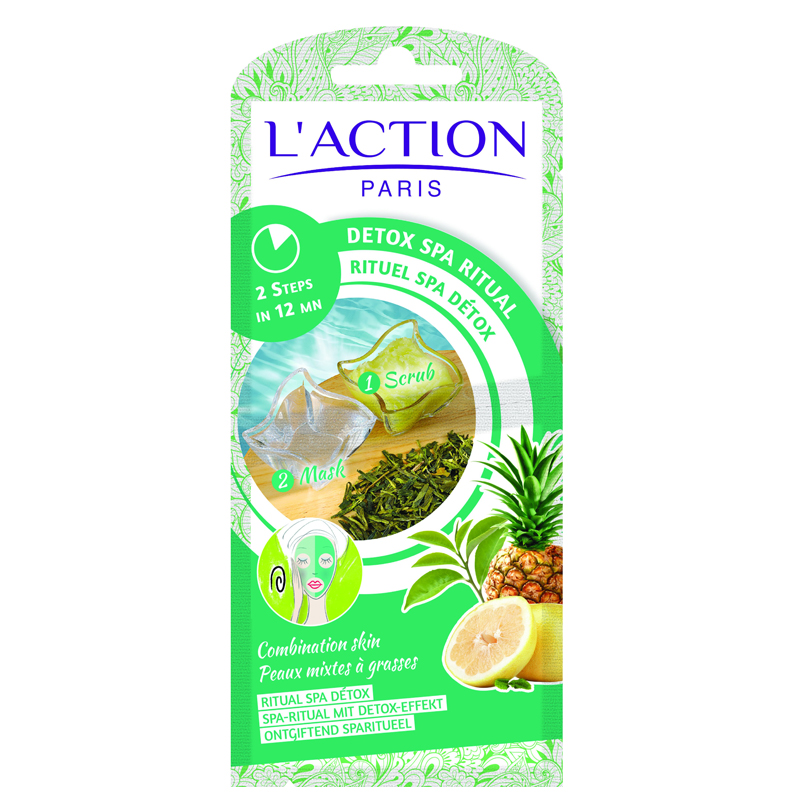 L'ACTION
PARIS
DETOX SPA RITUAL
RITUEL SPA DÉTOX
2 STEPS
IN 12 MN
1 Scrub
2 Mask
Combination skin
Peaux mixtes à grasses
RITUAL SPA DÉTOX
SPA-RITUAL MIT DETOX-EFFEKT
ONTGIFTEND SPARITUEEL